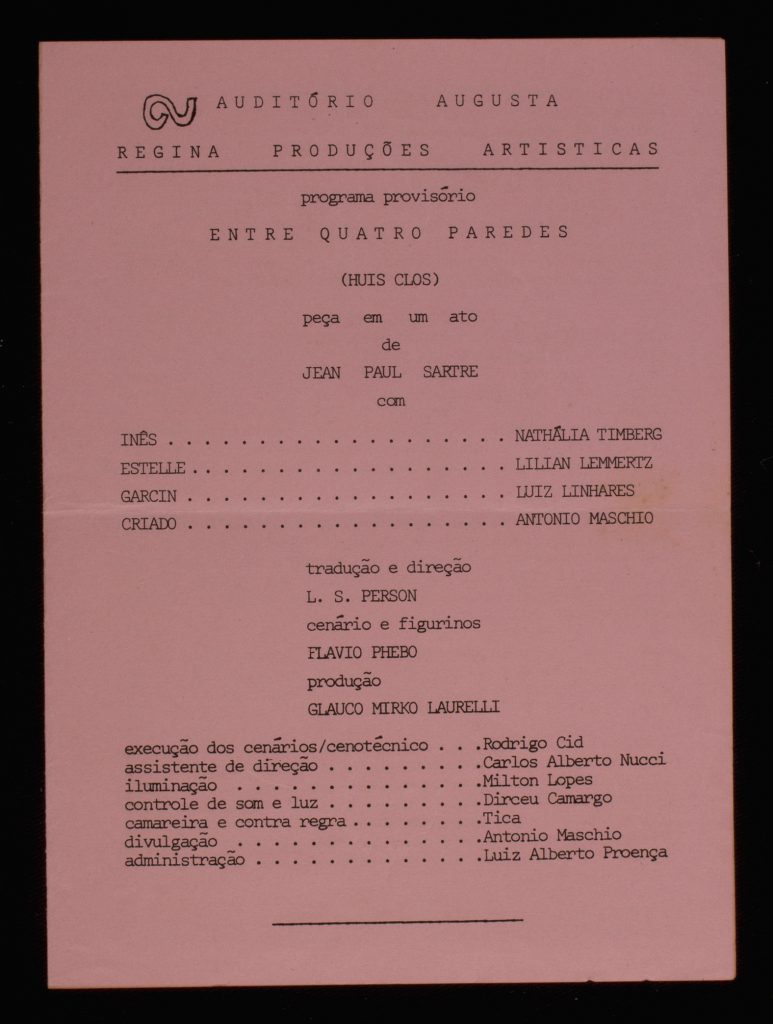 AUDITÓRIO AUGUSTA
REGINA PRODUÇÕES ARTISTICAS
programa provisório
ENTRE QUATRO PAREDES
(HUIS CLOS)
peça em um ato
de
JEAN PAUL SARTRE
com
INÊS . . . . . . . . . . . . . . . . . . . . NATHÁLIA TIMBERG
ESTELLE . . . . . . . . . . . . . . . . . . . LILIAN LEMMERTZ
GARCIN . . . . . . . . . . . . . . . . . . . LUIZ LINHARES
CRIADO . . . . . . . . . . . . . . . . . . . ANTONIO MASCHIO
tradução e direção
L. S. PERSON
cenário e figurinos
FLAVIO PHEBO
produção
GLAUCO MIRKO LAURELLI
execução dos cenários/cenotécnico . . .Rodrigo Cid
assistente de direção . . . . . . . . .Carlos Alberto Nucci
iluminação . . . . . . . . . . . . . .Milton Lopes
controle de som e luz . . . . . . . . .Dirceu Camargo
camareira e contra regra . . . . . . . .Tica
divulgação . . . . . . . . . . . . . .Antonio Maschio
administração . . . . . . . . . . . . .Luiz Alberto Proença